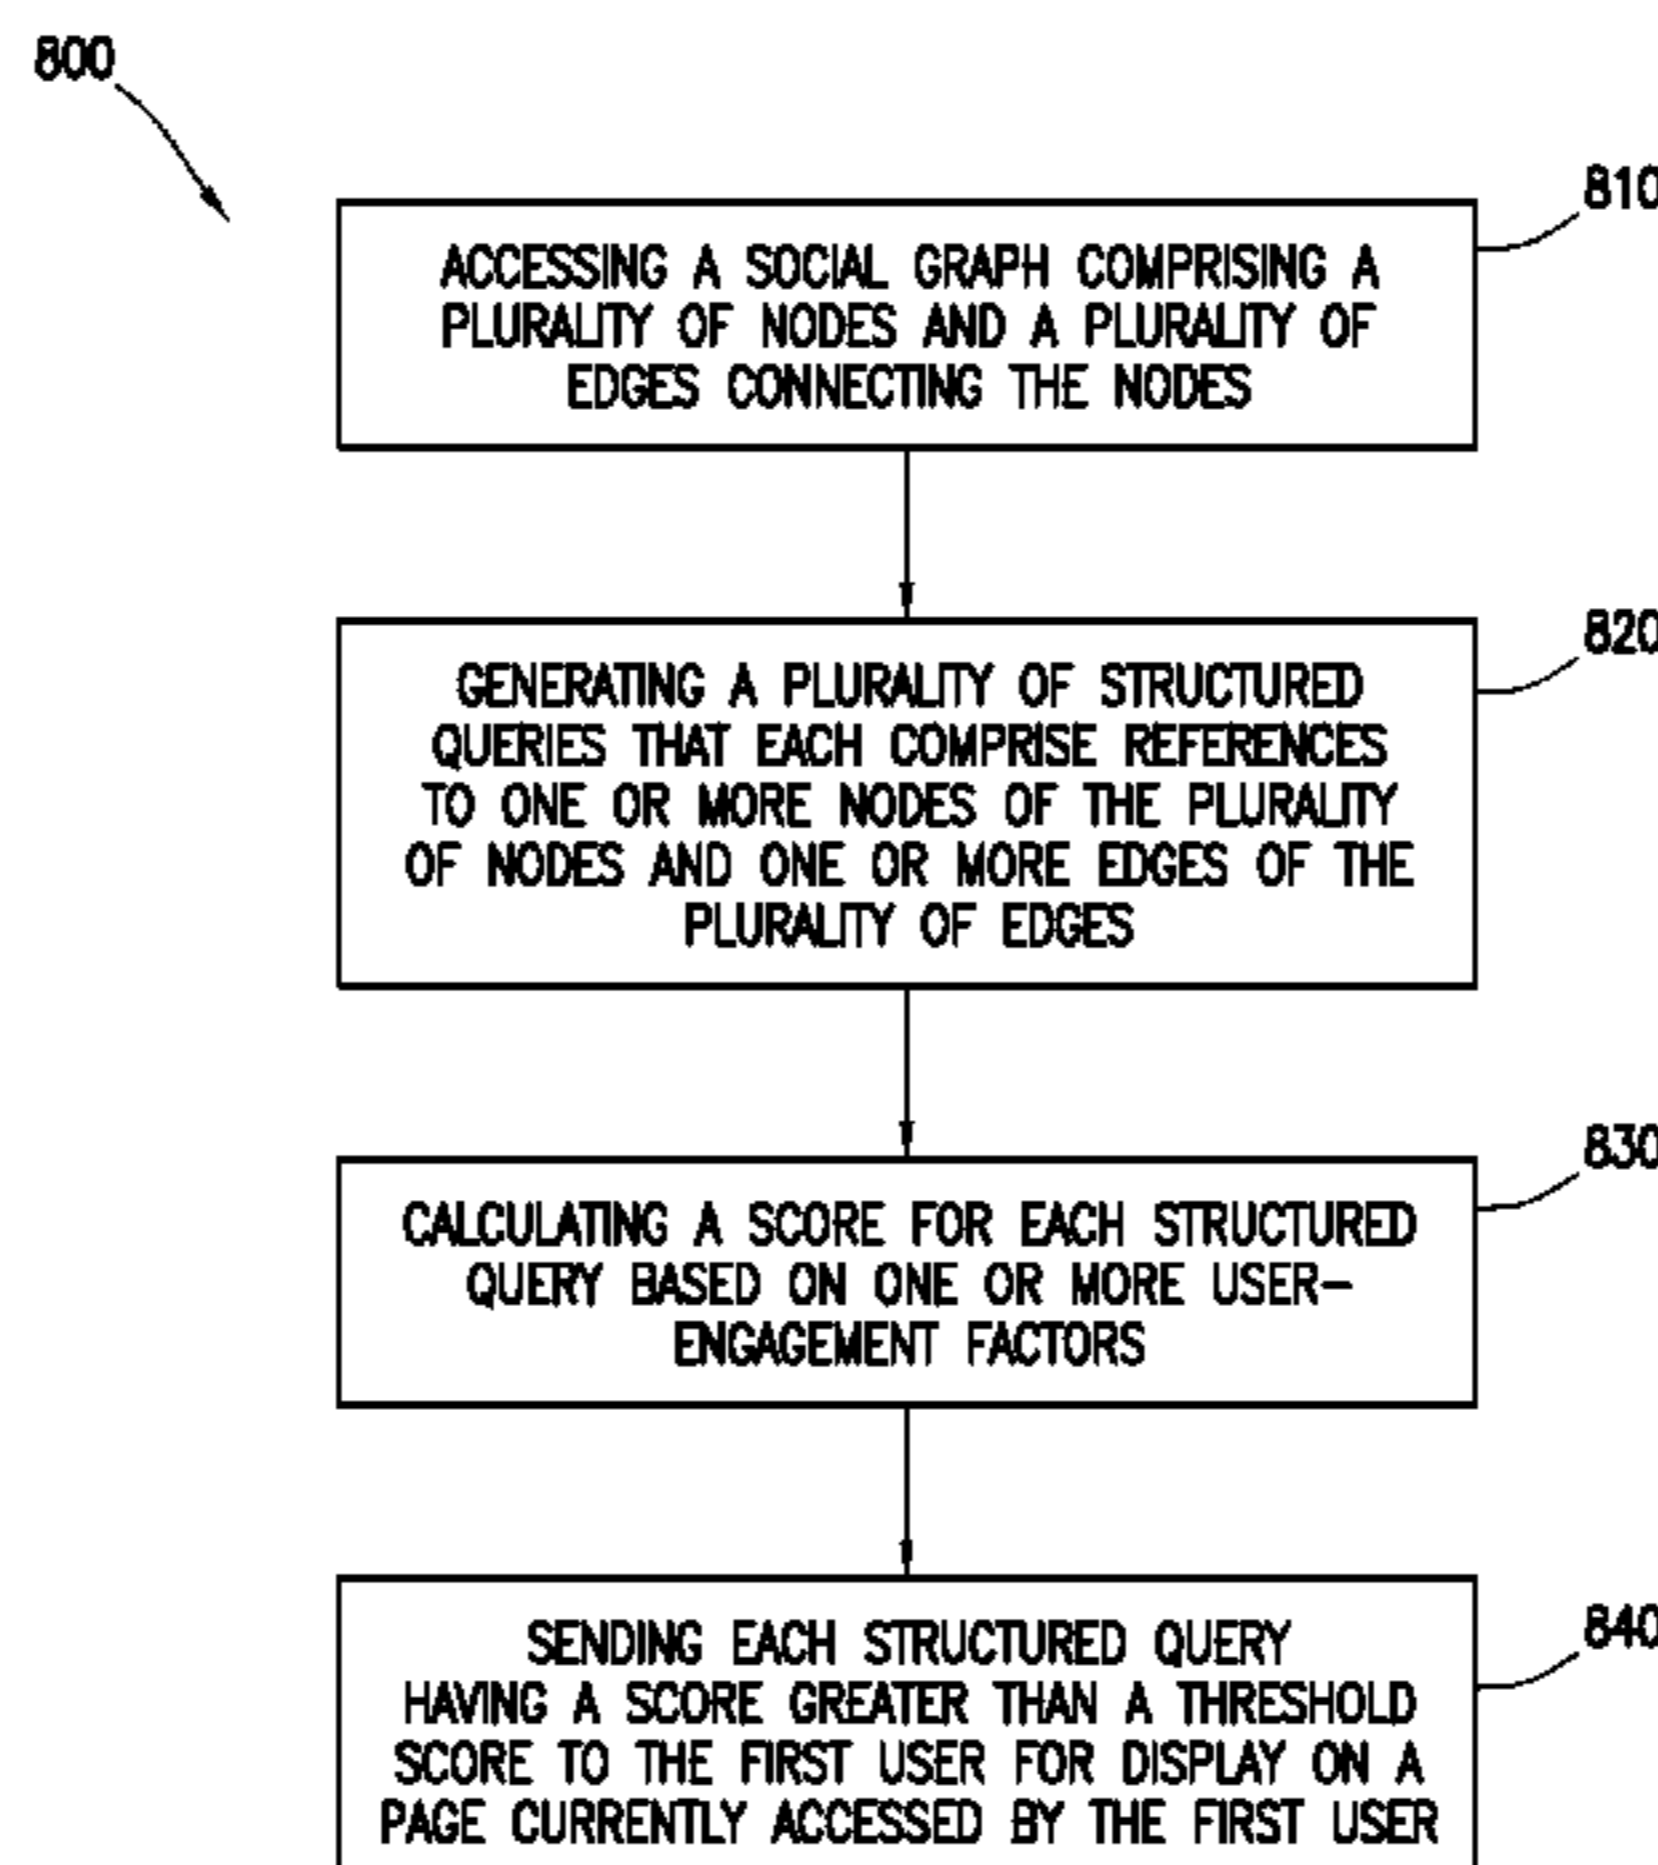 800
810
ACCESSING A SOCIAL GRAPH COMPRISING A
PLURALITY OF NODES AND A PLURALITY OF
EDGES CONNECTING THE NODES
820
GENERATING A PLURALITY OF STRUCTURED
QUERIES THAT EACH COMPRISE REFERENCES
TO ONE OR MORE NODES OF THE PLURALITY
OF NODES AND ONE OR MORE EDGES OF THE
PLURALITY OF EDGES
830
CALCULATING A SCORE FOR EACH STRUCTURED
QUERY BASED ON ONE OR MORE USER-
ENGAGEMENT FACTORS
840
SENDING EACH STRUCTURED QUERY
HAVING A SCORE GREATER THAN A THRESHOLD
SCORE TO THE FIRST USER FOR DISPLAY ON A
PAGE CURRENTLY ACCESSED BY THE FIRST USER